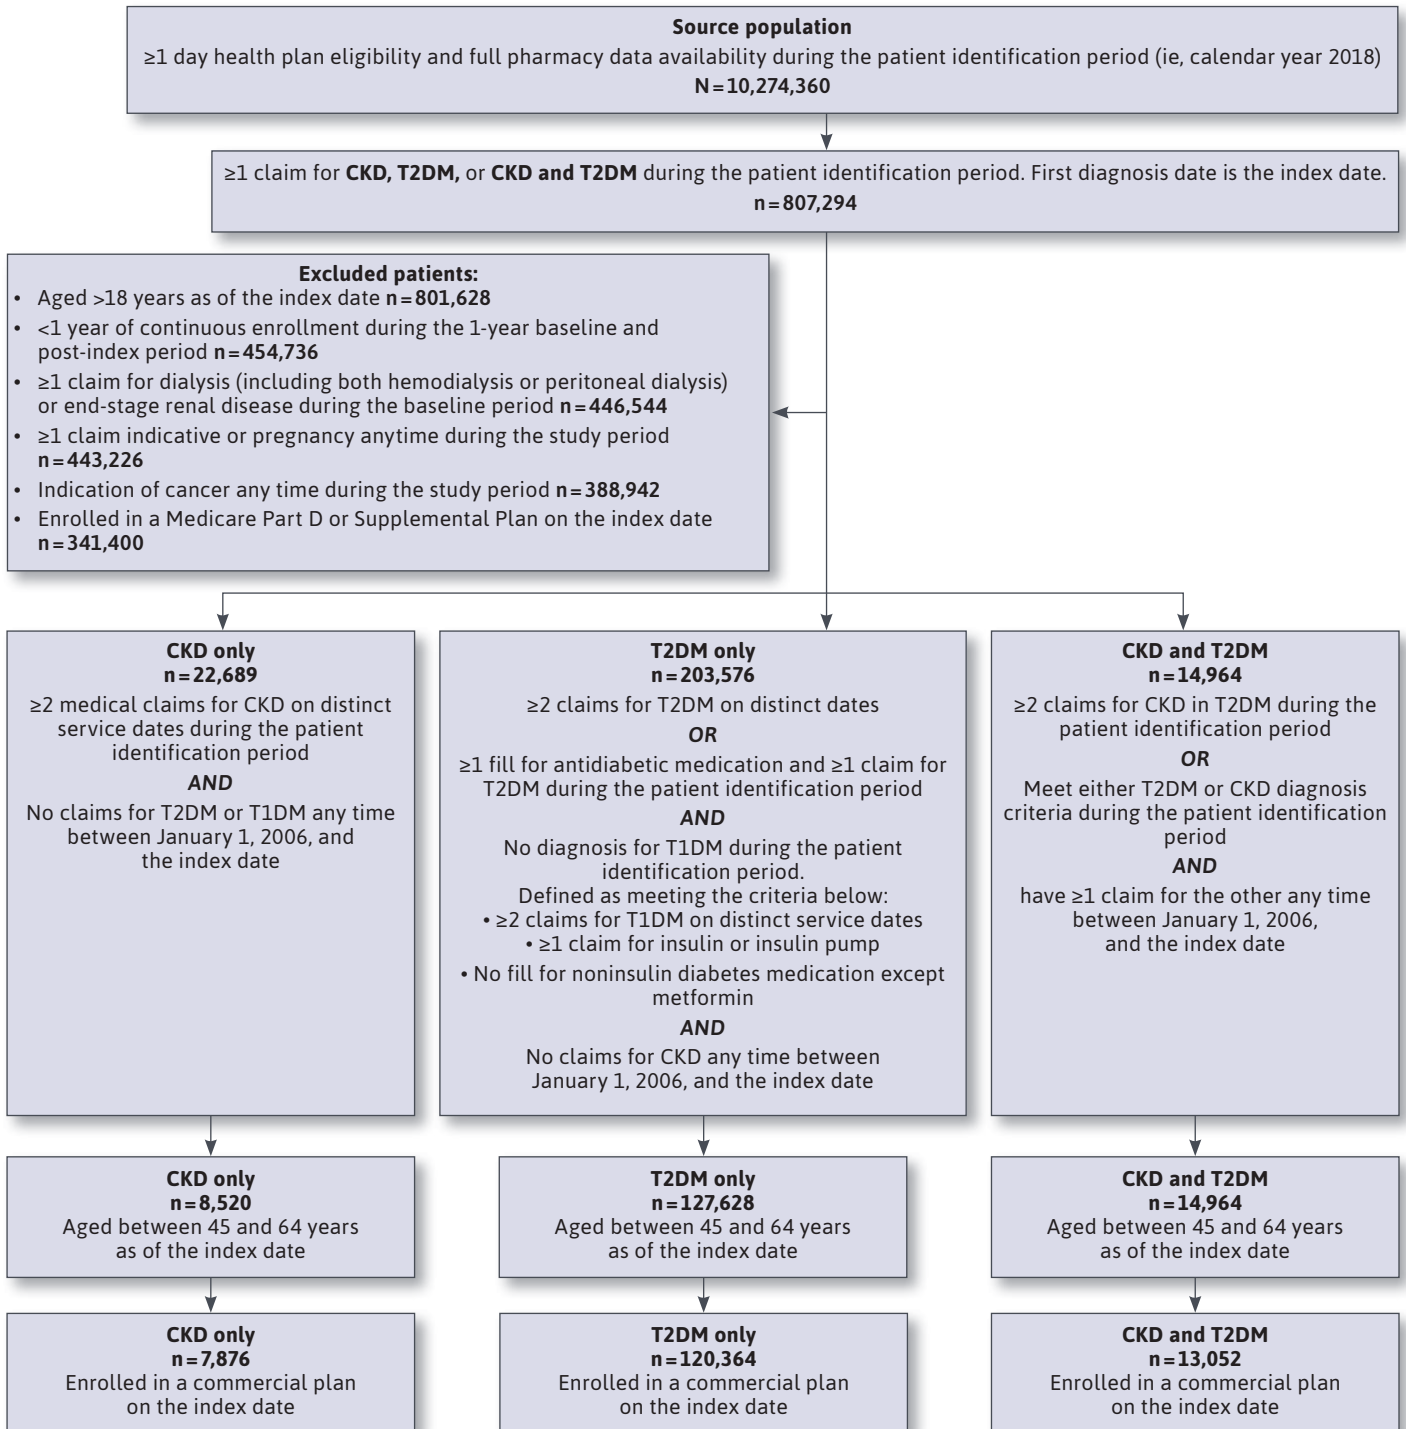 Source population
≥1 day health plan eligibility and full pharmacy data availability during the patient identification period (ie, calendar year 2018)
N=10,274,360
≥1 claim for CKD, T2DM, or CKD and T2DM during the patient identification period. First diagnosis date is the index date.
n=807,294
Excluded patients:
• Aged >18 years as of the index date n=801,628
• <1 year of continuous enrollment during the 1-year baseline and
post-index period n=454,736
• ≥1 claim for dialysis (including both hemodialysis or peritoneal dialysis)
or end-stage renal disease during the baseline period n=446,544
• ≥1 claim indicative or pregnancy anytime during the study period
n=443,226
• Indication of cancer any time during the study period n=388,942
• Enrolled in a Medicare Part D or Supplemental Plan on the index date
n=341,400
CKD only
n=22,689
≥2 medical claims for CKD on distinct
service dates during the patient
identification period
AND
No claims for T2DM or T1DM any time
between January 1, 2006, and
the index date
T2DM only
n=203,576
≥2 claims for T2DM on distinct dates
OR
≥1 fill for antidiabetic medication and ≥1 claim for
T2DM during the patient identification period
AND
No diagnosis for T1DM during the patient
identification period.
Defined as meeting the criteria below:
• ≥2 claims for T1DM on distinct service dates
• ≥1 claim for insulin or insulin pump
• No fill for noninsulin diabetes medication except
metformin
AND
No claims for CKD any time between
January 1, 2006, and the index date
CKD and T2DM
n=14,964
≥2 claims for CKD in T2DM during the
patient identification period
OR
Meet either T2DM or CKD diagnosis
criteria during the patient identification
period
AND
have ≥1 claim for the other any time
between January 1, 2006,
and the index date
CKD only
n=8,520
Aged between 45 and 64 years
as of the index date
T2DM only
n=127,628
Aged between 45 and 64 years
as of the index date
CKD and T2DM
n=14,964
Aged between 45 and 64 years
as of the index date
CKD only
n=7,876
Enrolled in a commercial plan
on the index date
T2DM only
n=120,364
Enrolled in a commercial plan
on the index date
CKD and T2DM
n=13,052
Enrolled in a commercial plan
on the index date